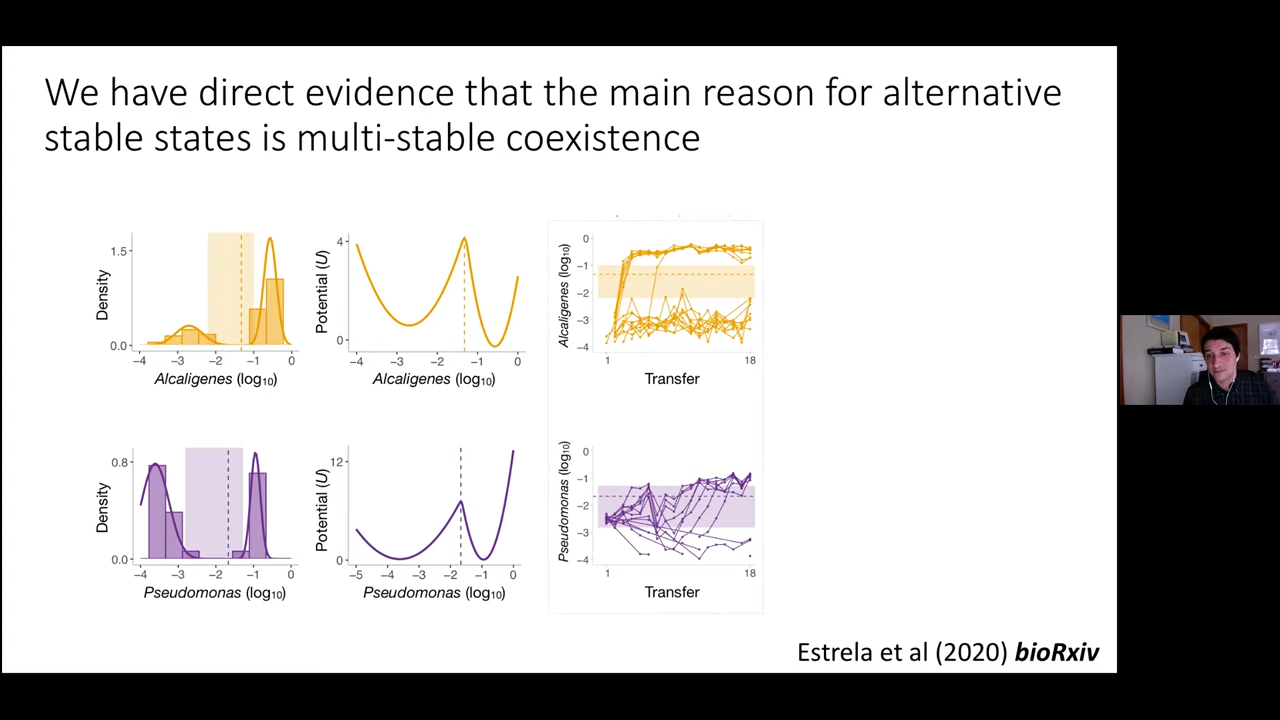 We have direct evidence that the main reason for alternative
stable states is multi-stable coexistence
Density
1.5
0.0
−4 −3 −2 −1 0
Alcaligenes (log10)
Potential (U)
4
0
−4 −3 −2 −1 0
Alcaligenes (log10)
Alcaligenes (log10)
0
−1
−2
−3
−4
1 18
Transfer
Density
0.8
0.0
−4 −3 −2 −1 0
Pseudomonas (log10)
Potential (U)
12
0
−5 −4 −3 −2 −1 0
Pseudomonas (log10)
Pseudomonas (log10)
0
−1
−2
−3
−4
1 18
Transfer
Estrela et al (2020) bioRxiv